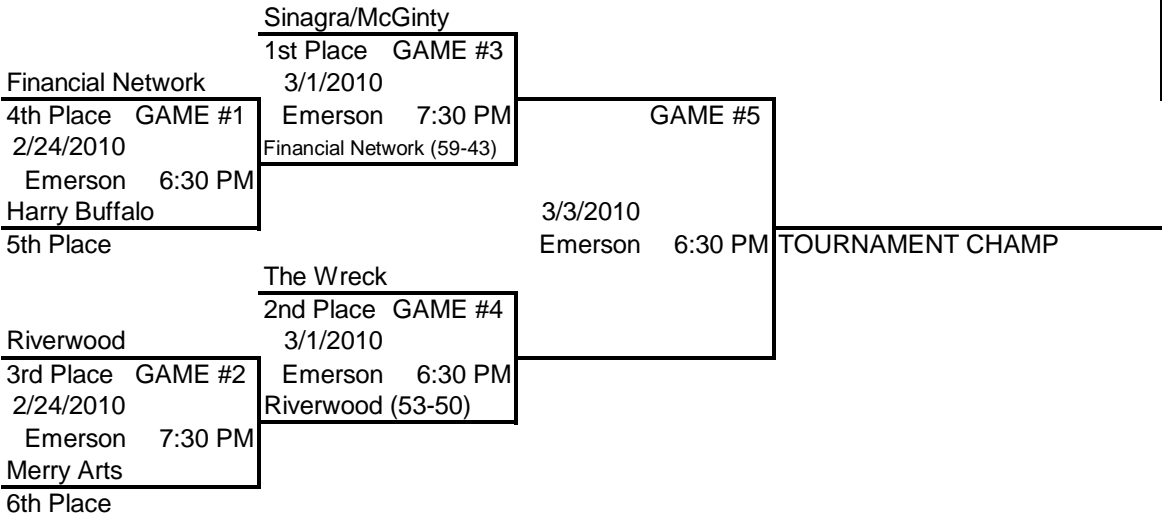 Sinagra/McGinty
1st Place GAME #3
Financial Network 3/1/2010
4th Place GAME #1 Emerson 7:30 PM GAME #5
2/24/2010 Financial Network (59-43)
Emerson 6:30 PM
Harry Buffalo 3/3/2010
5th Place Emerson 6:30 PM TOURNAMENT CHAMP
The Wreck
2nd Place GAME #4
Riverwood 3/1/2010
3rd Place GAME #2 Emerson 6:30 PM
2/24/2010 Riverwood (53-50)
Emerson 7:30 PM
Merry Arts
6th Place